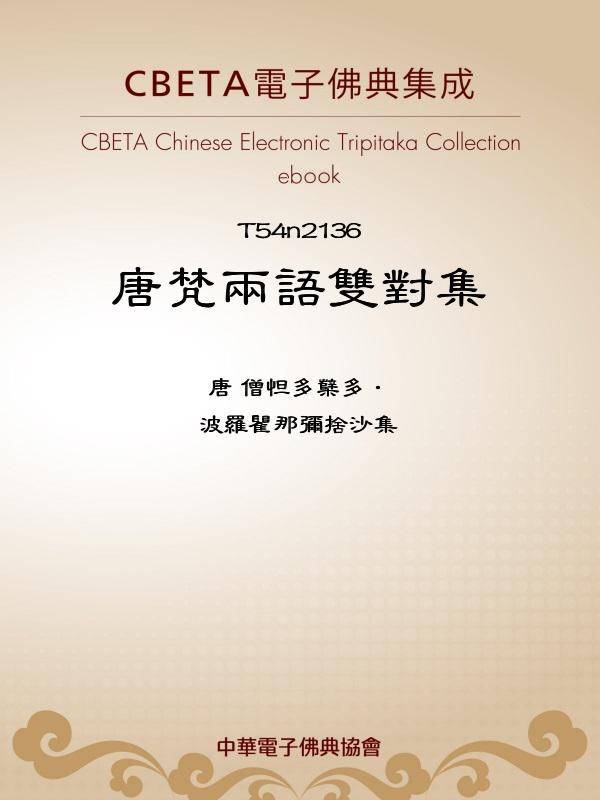 CBETA電子佛典集成
CBETA Chinese Electronic Tripitaka Collection
ebook
T54n2136
唐梵兩語雙對集
唐 僧怛多蘗多．
波羅瞿那彌捨沙集
中華電子佛典協會